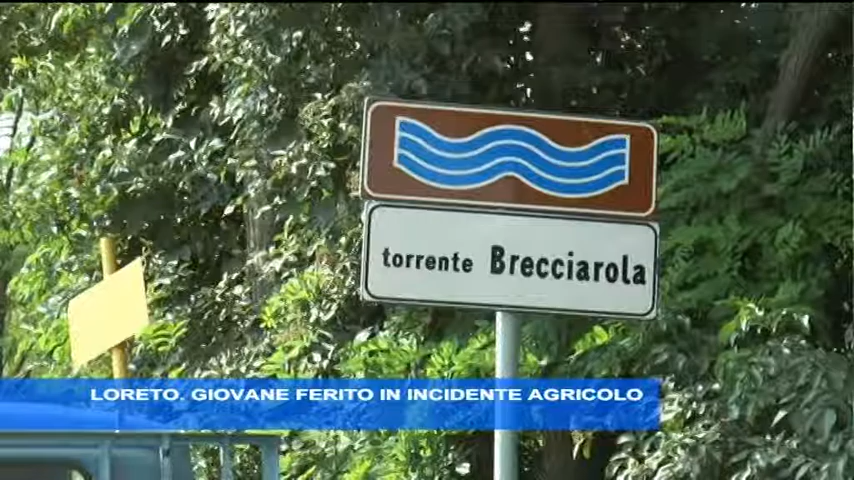 torrente Brecciarola
LORETO. GIOVANE FERITO IN INCIDENTE AGRICOLO